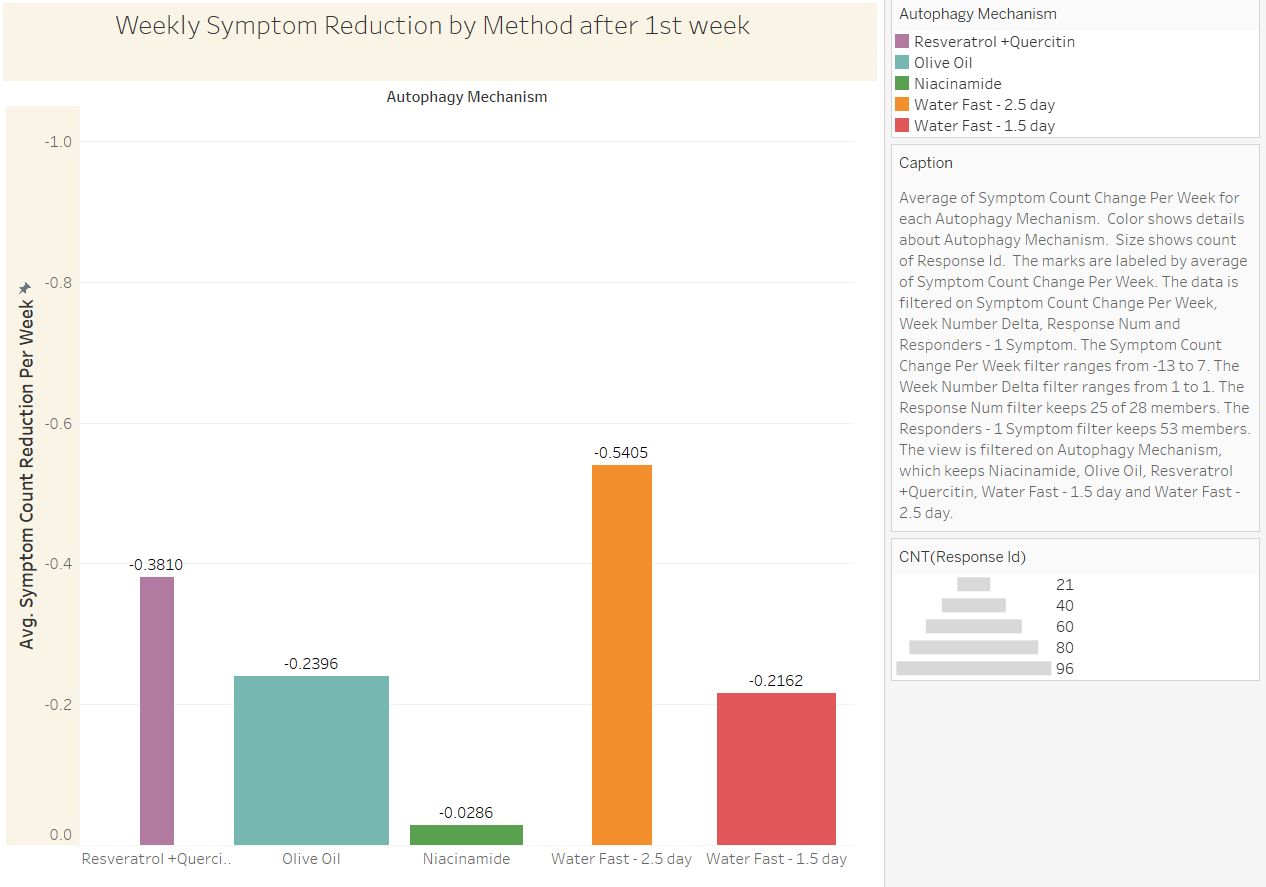 Weekly Symptom Reduction by Method after 1st week
Autophagy Mechanism
Avg. Symptom Count Reduction Per Week
-1.0
-0.8
-0.6
-0.4
-0.2
0.0
-0.3810
-0.2396
-0.0286
-0.5405
-0.2162
Resveratrol +Querci..
Olive Oil
Niacinamide
Water Fast - 2.5 day
Water Fast - 1.5 day
Autophagy Mechanism
Resveratrol +Quercitin
Olive Oil
Niacinamide
Water Fast - 2.5 day
Water Fast - 1.5 day
Caption
Average of Symptom Count Change Per Week for
each Autophagy Mechanism.  Color shows details
about Autophagy Mechanism.  Size shows count
of Response Id.  The marks are labeled by average
of Symptom Count Change Per Week. The data is
filtered on Symptom Count Change Per Week,
Week Number Delta, Response Num and
Responders - 1 Symptom. The Symptom Count
Change Per Week filter ranges from -13 to 7. The
Week Number Delta filter ranges from 1 to 1. The
Response Num filter keeps 25 of 28 members. The
Responders - 1 Symptom filter keeps 53 members.
The view is filtered on Autophagy Mechanism,
which keeps Niacinamide, Olive Oil, Resveratrol
+Quercitin, Water Fast - 1.5 day and Water Fast -
2.5 day.
CNT(Response Id)
21
40
60
80
96